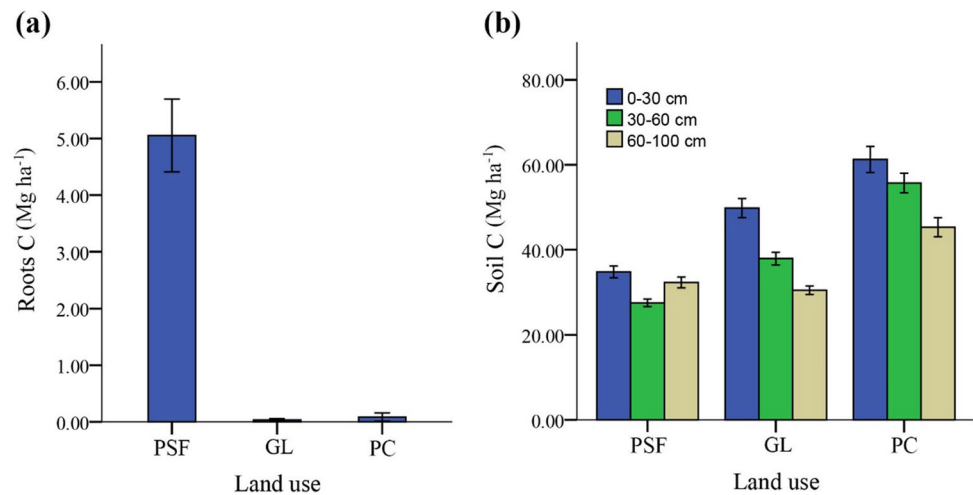 (a)
6.00
5.00
4.00
3.00
2.00
1.00
0.00
Roots C (Mg ha⁻¹)
PSF GL PC
Land use
(b)
80.00
60.00
40.00
20.00
0.00
Soil C (Mg ha⁻¹)
0-30 cm
30-60 cm
60-100 cm
PSF GL PC
Land use